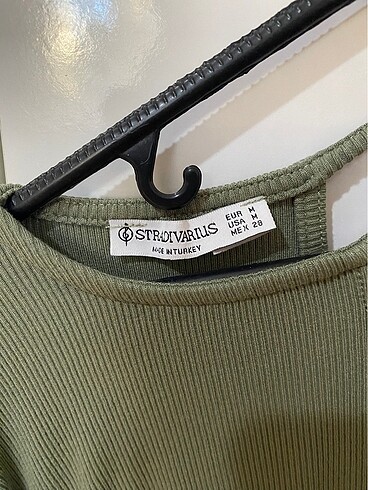 STRADIVARIUS
MADE IN TURKEY
EUR M
USA M
MEX 28